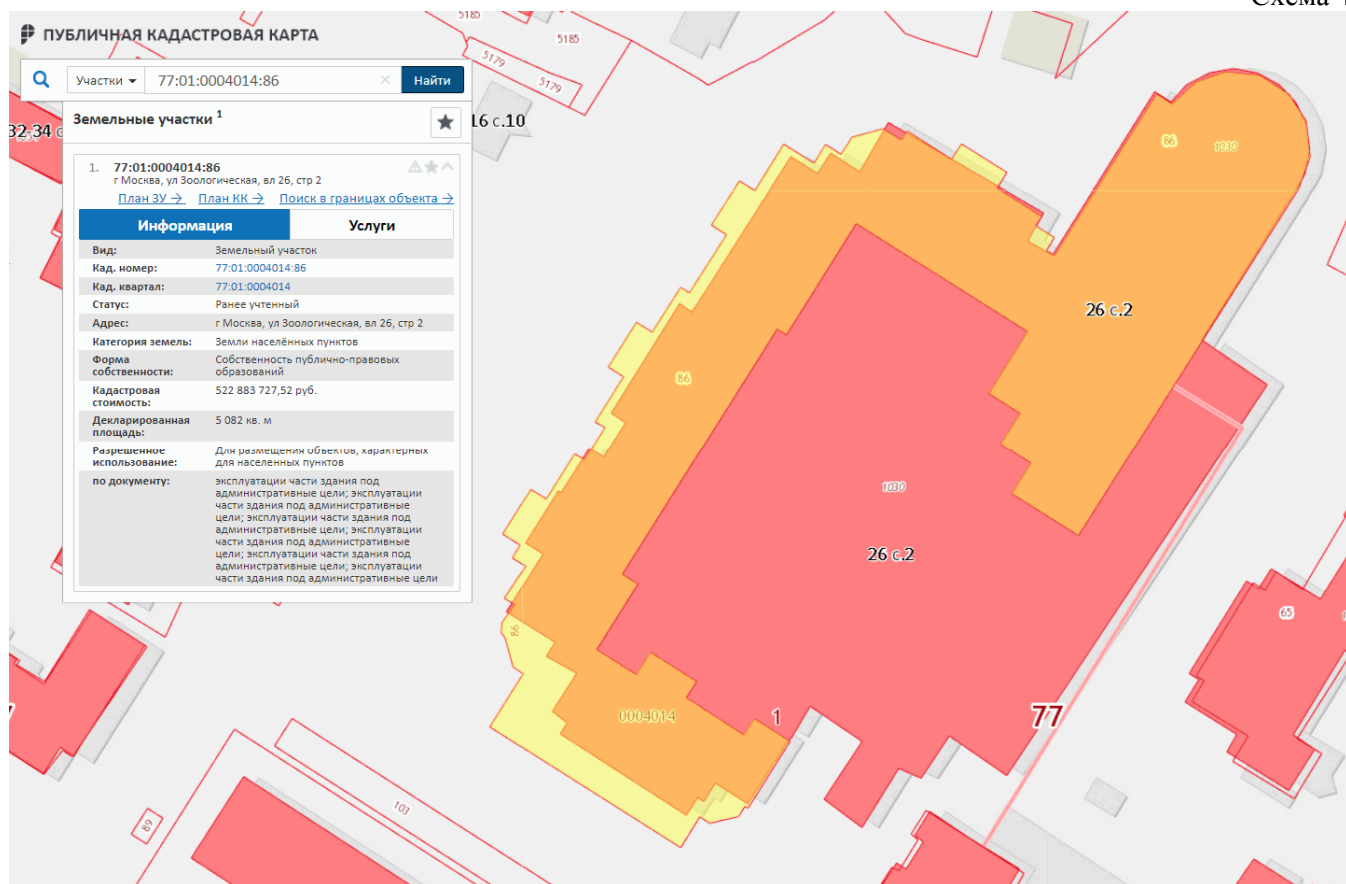 Схема
ПУБЛИЧНАЯ КАДАСТРОВАЯ КАРТА
Участки
77:01:0004014:86
×
Найти
Земельные участки 1
1. 77:01:0004014:86
г Москва, ул Зоологическая, вл 26, стр 2
План ЗУ → План КК → Поиск в границах объекта →
Информация Услуги
Вид: Земельный участок
Кад. номер: 77:01:0004014:86
Кад. квартал: 77:01:0004014
Статус: Ранее учтенный
Адрес: г Москва, ул Зоологическая, вл 26, стр 2
Категория земель: Земли населённых пунктов
Форма собственности: Собственность публично-правовых
образований
Кадастровая стоимость: 522 883 727,52 руб.
Декларированная площадь: 5 082 кв. м
Разрешенное использование: Для размещения объектов, характерных
для населенных пунктов
по документу: эксплуатации части здания под
административные цели; эксплуатации
части здания под административные
цели; эксплуатации части здания под
административные цели; эксплуатации
части здания под административные
цели; эксплуатации части здания под
административные цели; эксплуатации
части здания под административные цели
5185
5185
5179
5179
32-34 с
16 с.10
86
1030
26 с.2
86
1030
26 с.2
86
0004014
1
77
65
103
89